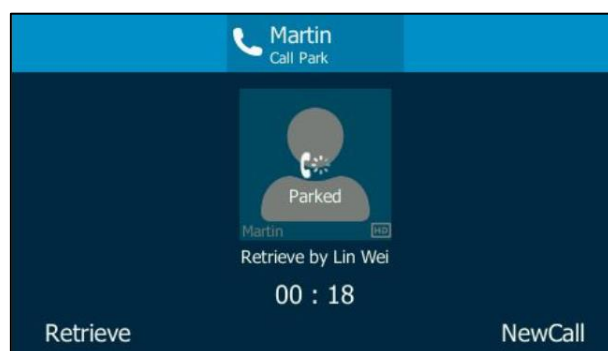 Martin
Call Park
Parked
Martin HD
Retrieve by Lin Wei
00 : 18
Retrieve NewCall